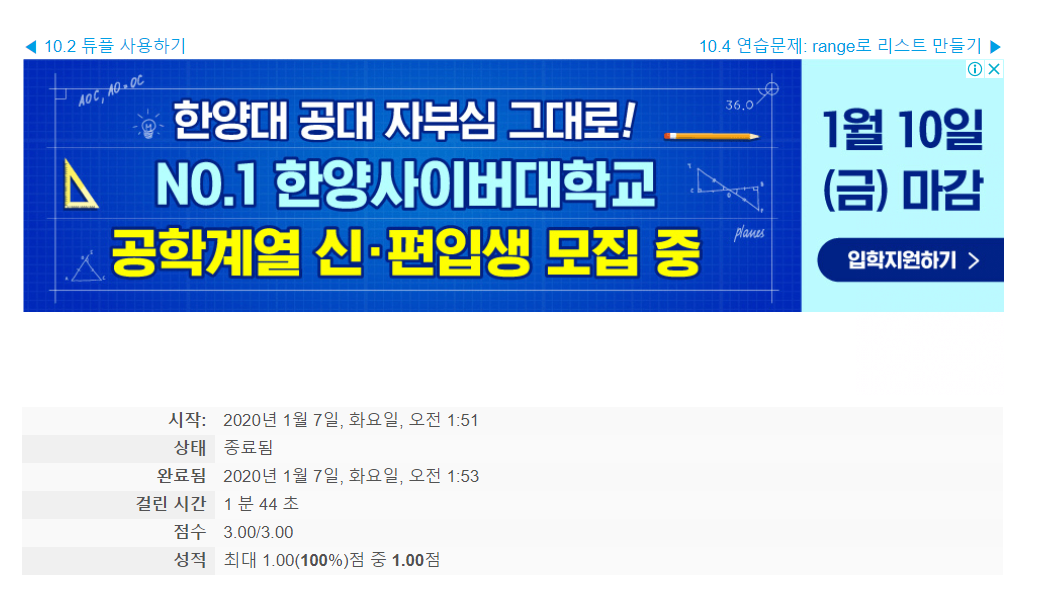 ◀ 10.2 튜플 사용하기
10.4 연습문제: range로 리스트 만들기 ▶
AOC, AO=OC
36.0
한양대 공대 자부심 그대로!
NO.1 한양사이버대학교
공학계열 신·편입생 모집 중
planes
1월 10일
(금) 마감
입학지원하기 >
시작: 2020년 1월 7일, 화요일, 오전 1:51
상태 종료됨
완료됨 2020년 1월 7일, 화요일, 오전 1:53
걸린 시간 1 분 44 초
점수 3.00/3.00
성적 최대 1.00(100%)점 중 1.00점